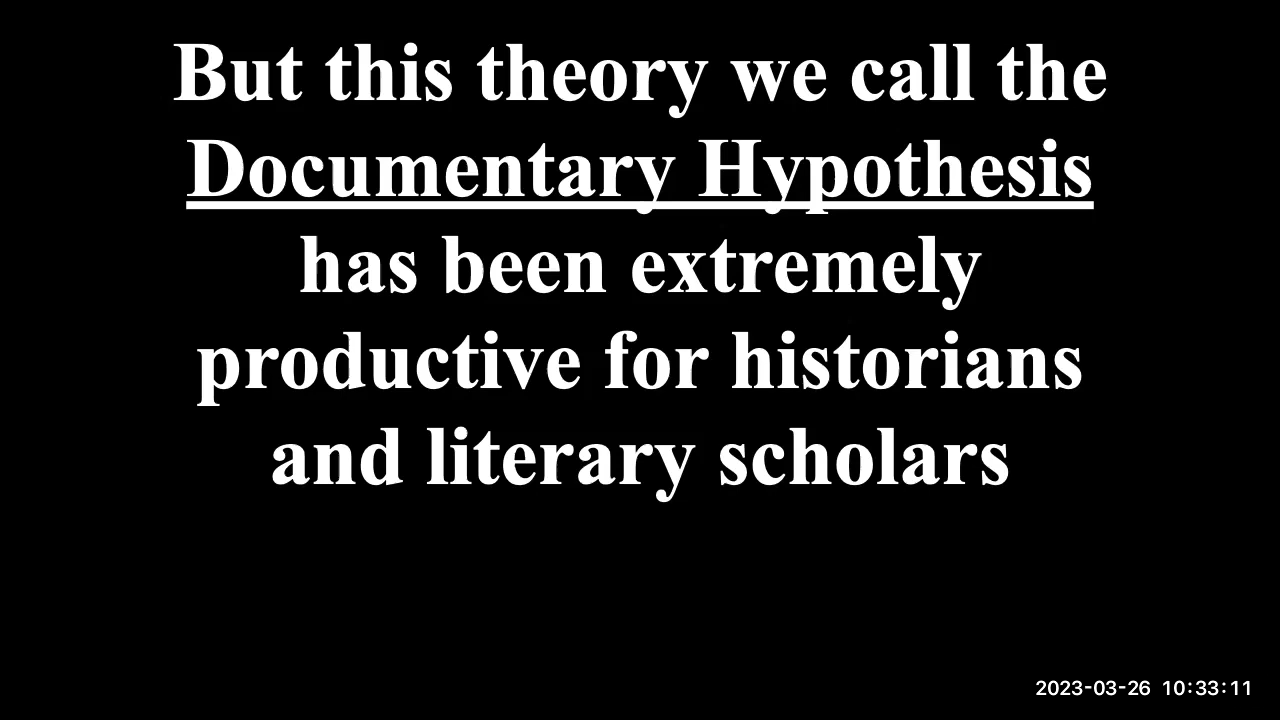 But this theory we call the
Documentary Hypothesis
has been extremely
productive for historians
and literary scholars
2023-03-26 10:33:11